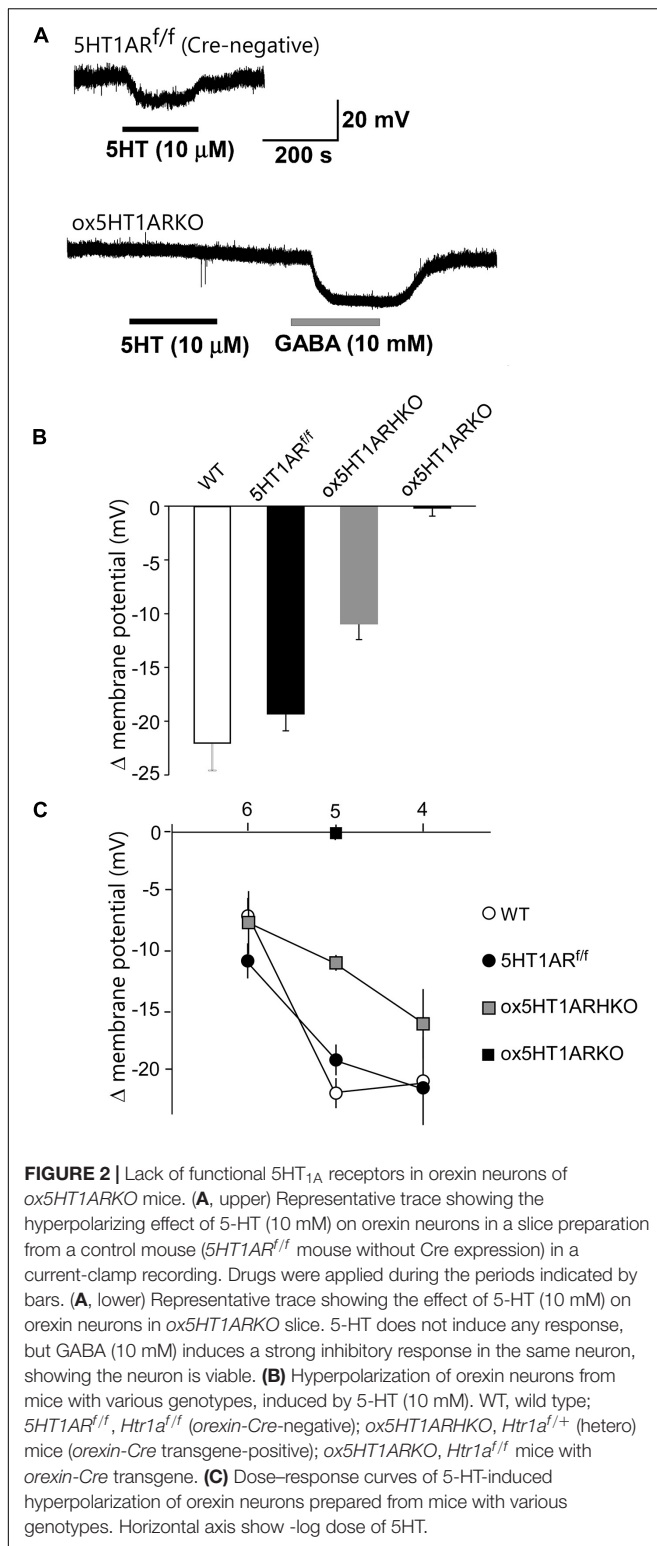 A
5HT1AR^f/f (Cre-negative)
5HT (10 µM)
20 mV
200 s
ox5HT1ARKO
5HT (10 µM)
GABA (10 mM)
B
WT
5HT1AR^f/f
ox5HT1ARHKO
ox5HT1ARKO
Δ membrane potential (mV)
0
-5
-10
-15
-20
-25
C
6
5
4
Δ membrane potential (mV)
0
-5
-10
-15
-20
WT
5HT1AR^f/f
ox5HT1ARHKO
ox5HT1ARKO
FIGURE 2 | Lack of functional 5HT1A receptors in orexin neurons of
ox5HT1ARKO mice. (A, upper) Representative trace showing the
hyperpolarizing effect of 5-HT (10 mM) on orexin neurons in a slice preparation
from a control mouse (5HT1AR^f/f mouse without Cre expression) in a
current-clamp recording. Drugs were applied during the periods indicated by
bars. (A, lower) Representative trace showing the effect of 5-HT (10 mM) on
orexin neurons in ox5HT1ARKO slice. 5-HT does not induce any response,
but GABA (10 mM) induces a strong inhibitory response in the same neuron,
showing the neuron is viable. (B) Hyperpolarization of orexin neurons from
mice with various genotypes, induced by 5-HT (10 mM). WT, wild type;
5HT1AR^f/f, Htr1a^f/f (orexin-Cre-negative); ox5HT1ARHKO, Htr1a^f/+ (hetero)
mice (orexin-Cre transgene-positive); ox5HT1ARKO, Htr1a^f/f mice with
orexin-Cre transgene. (C) Dose–response curves of 5-HT-induced
hyperpolarization of orexin neurons prepared from mice with various
genotypes. Horizontal axis show -log dose of 5HT.